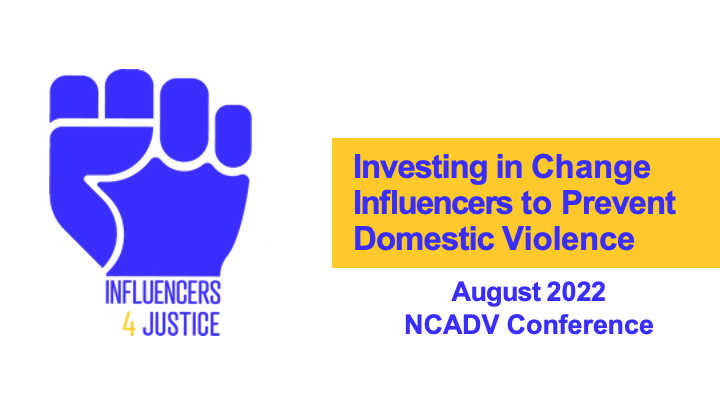 INFLUENCERS
4 JUSTICE
Investing in Change
Influencers to Prevent
Domestic Violence
August 2022
NCADV Conference